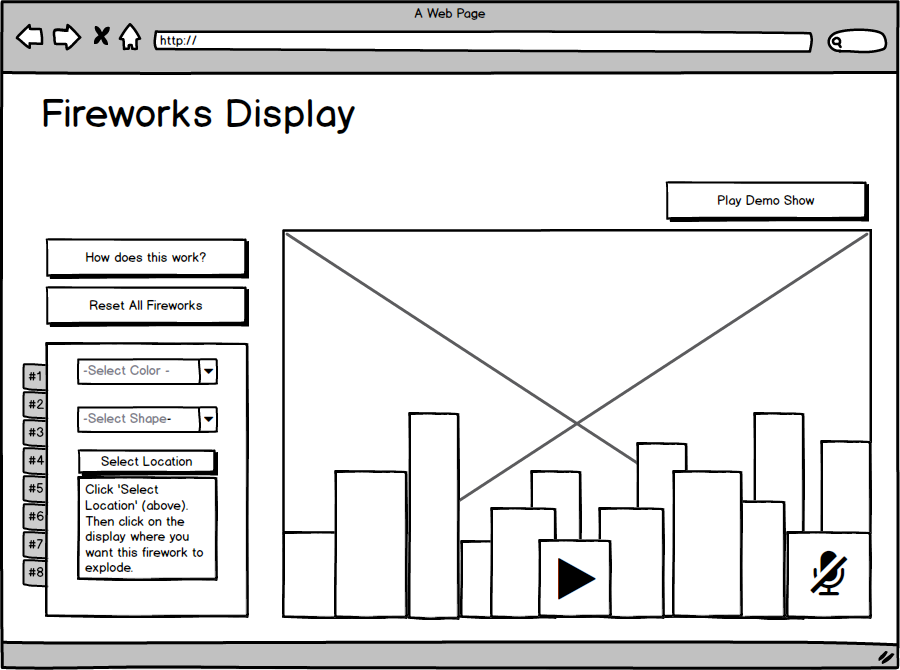 A Web Page
http://
Fireworks Display
Play Demo Show
How does this work?
Reset All Fireworks
#1
#2
#3
#4
#5
#6
#7
#8
-Select Color -
-Select Shape-
Select Location
Click 'Select
Location' (above).
Then click on the
display where you
want this firework to
explode.